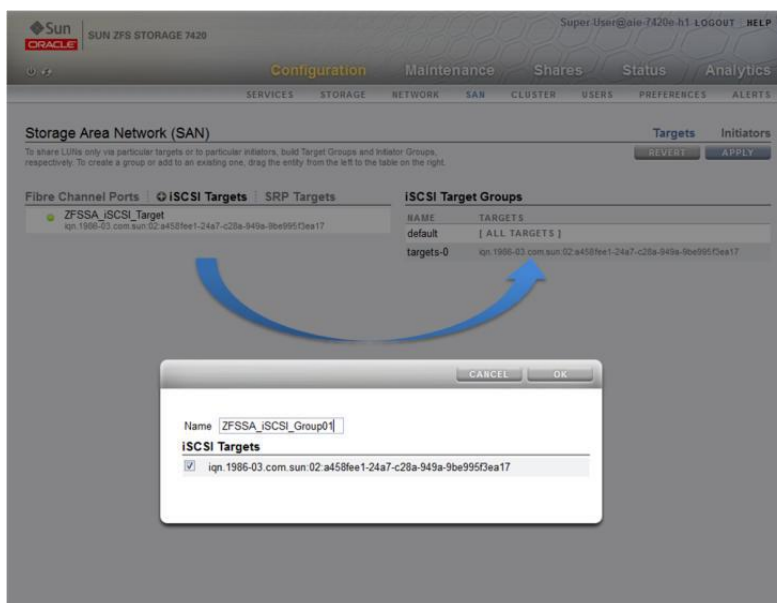 Sun
ORACLE
SUN ZFS STORAGE 7420
Super-User@aie-7420e-h1 LOGOUT HELP
Configuration Maintenance Shares Status Analytics
SERVICES STORAGE NETWORK SAN CLUSTER USERS PREFERENCES ALERTS
Storage Area Network (SAN)
Targets Initiators
To share LUNs only via particular targets or to particular initiators, build Target Groups and Initiator Groups,
respectively. To create a group or add to an existing one, drag the entity from the left to the table on the right.
REVERT APPLY
Fibre Channel Ports iSCSI Targets SRP Targets
ZFSSA_iSCSI_Target
iqn.1986-03.com.sun:02:a458fee1-24a7-c28a-949a-9be995f3ea17
iSCSI Target Groups
NAME TARGETS
default [ ALL TARGETS ]
targets-0 iqn.1986-03.com.sun:02:a458fee1-24a7-c28a-949a-9be995f3ea17
CANCEL OK
Name ZFSSA_iSCSI_Group01
iSCSI Targets
iqn.1986-03.com.sun:02:a458fee1-24a7-c28a-949a-9be995f3ea17